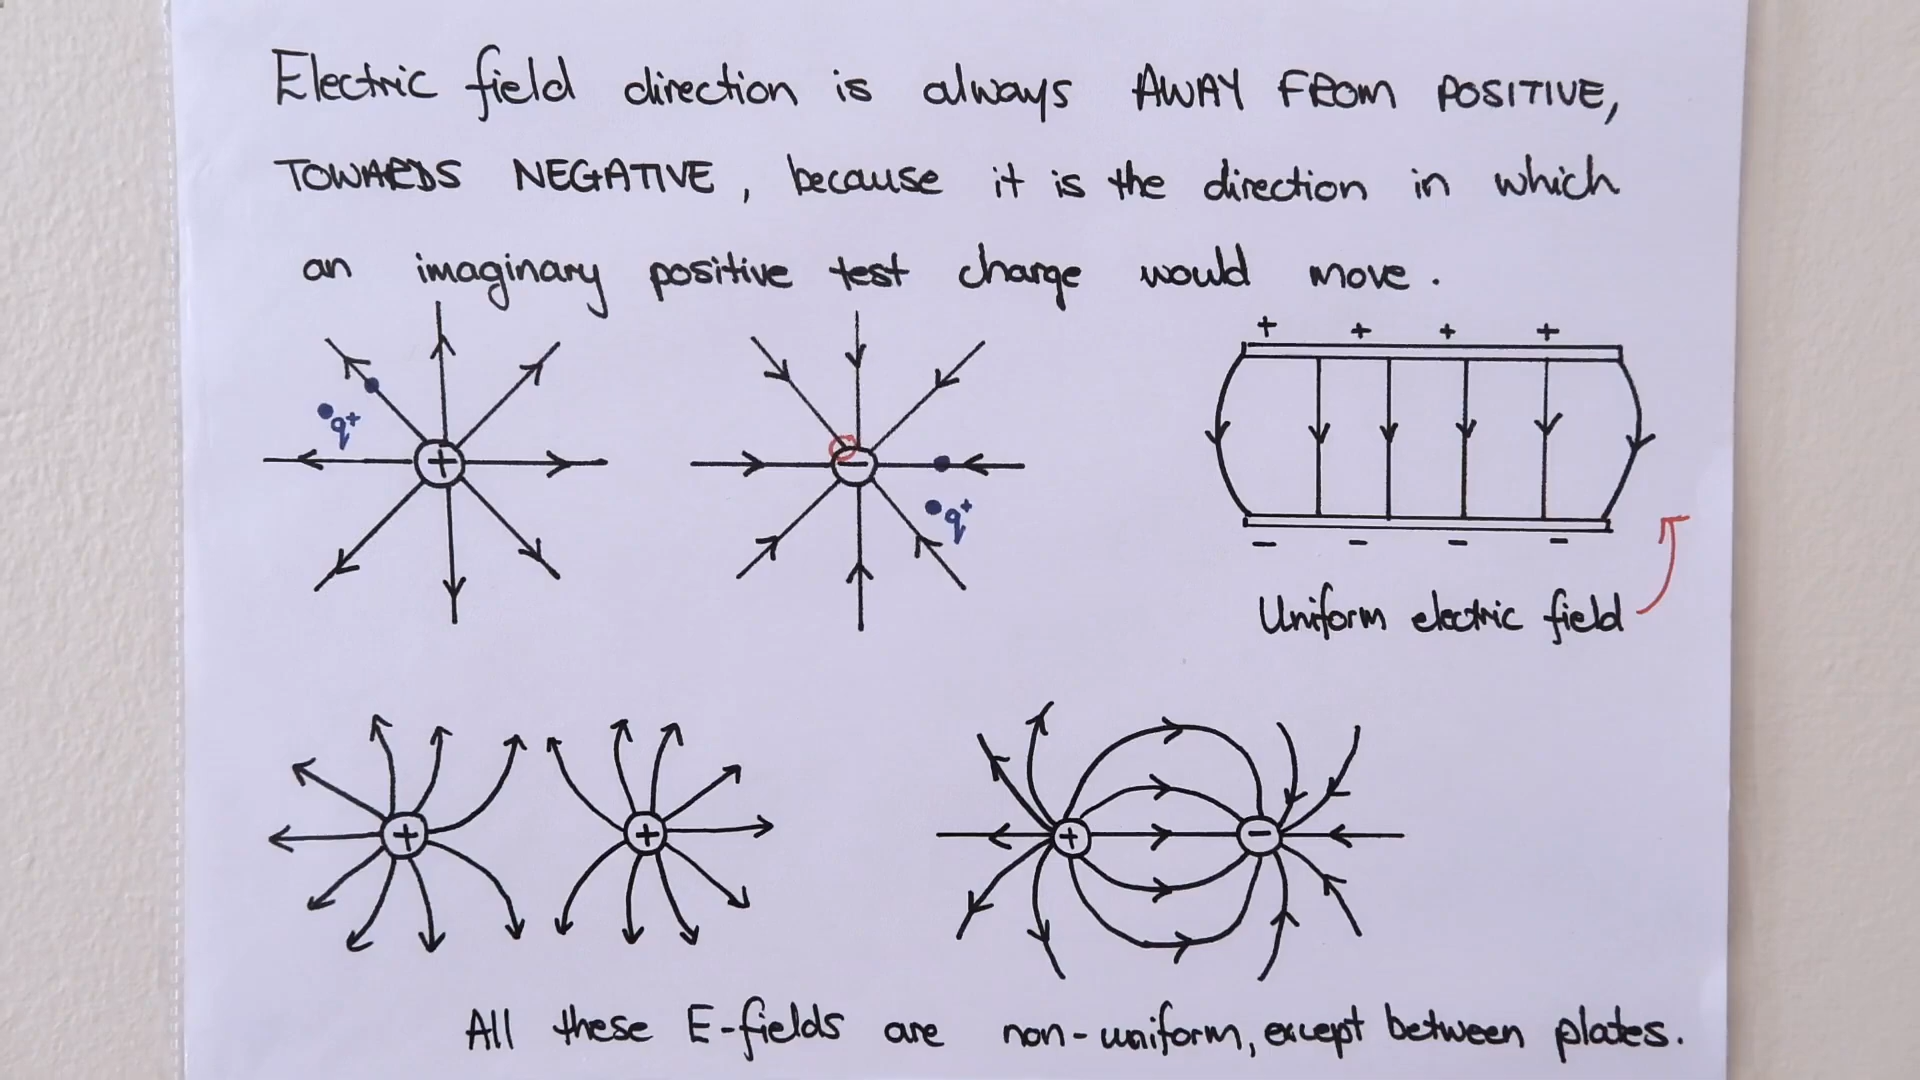 Electric field direction is always AWAY FROM POSITIVE,
TOWARDS NEGATIVE, because it is the direction in which
an imaginary positive test charge would move.
+ + + +
q+
+
−
q+
− − − −
Uniform electric field
+ +
+ −
All these E-fields are non-uniform, except between plates.